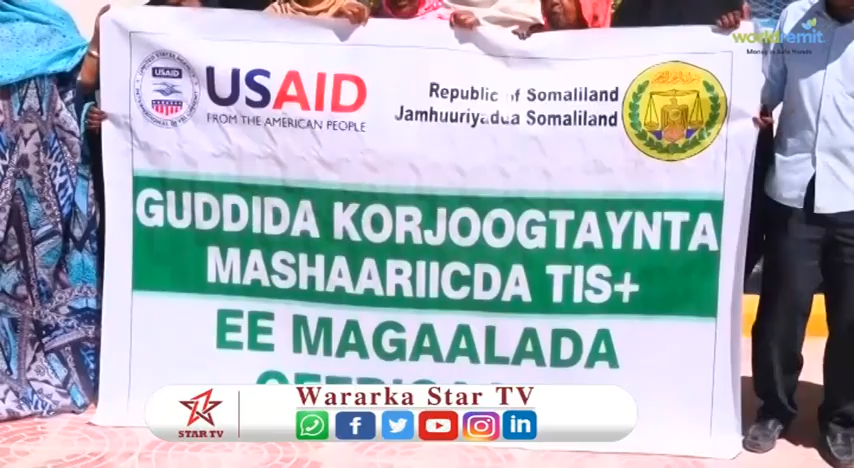 worldremit
USAID
USAID
FROM THE AMERICAN PEOPLE
Republic of Somaliland
Jamhuuriyadda Somaliland
GUDDIDA KORJOOGTAYNTA
MASHAARIICDA TIS+
EE MAGAALADA
Wararka Star TV
STAR TV